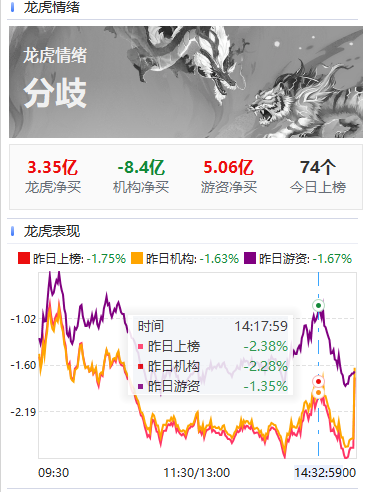 龙虎情绪
龙虎情绪
分歧
3.35亿 -8.4亿 5.06亿 74个
龙虎净买 机构净买 游资净买 今日上榜
龙虎表现
昨日上榜: -1.75% 昨日机构: -1.63% 昨日游资: -1.67%
-1.02
时间 14:17:59
昨日上榜 -2.38%
-1.60
昨日机构 -2.28%
昨日游资 -1.35%
-2.19
09:30 11:30/13:00 14:32:5900